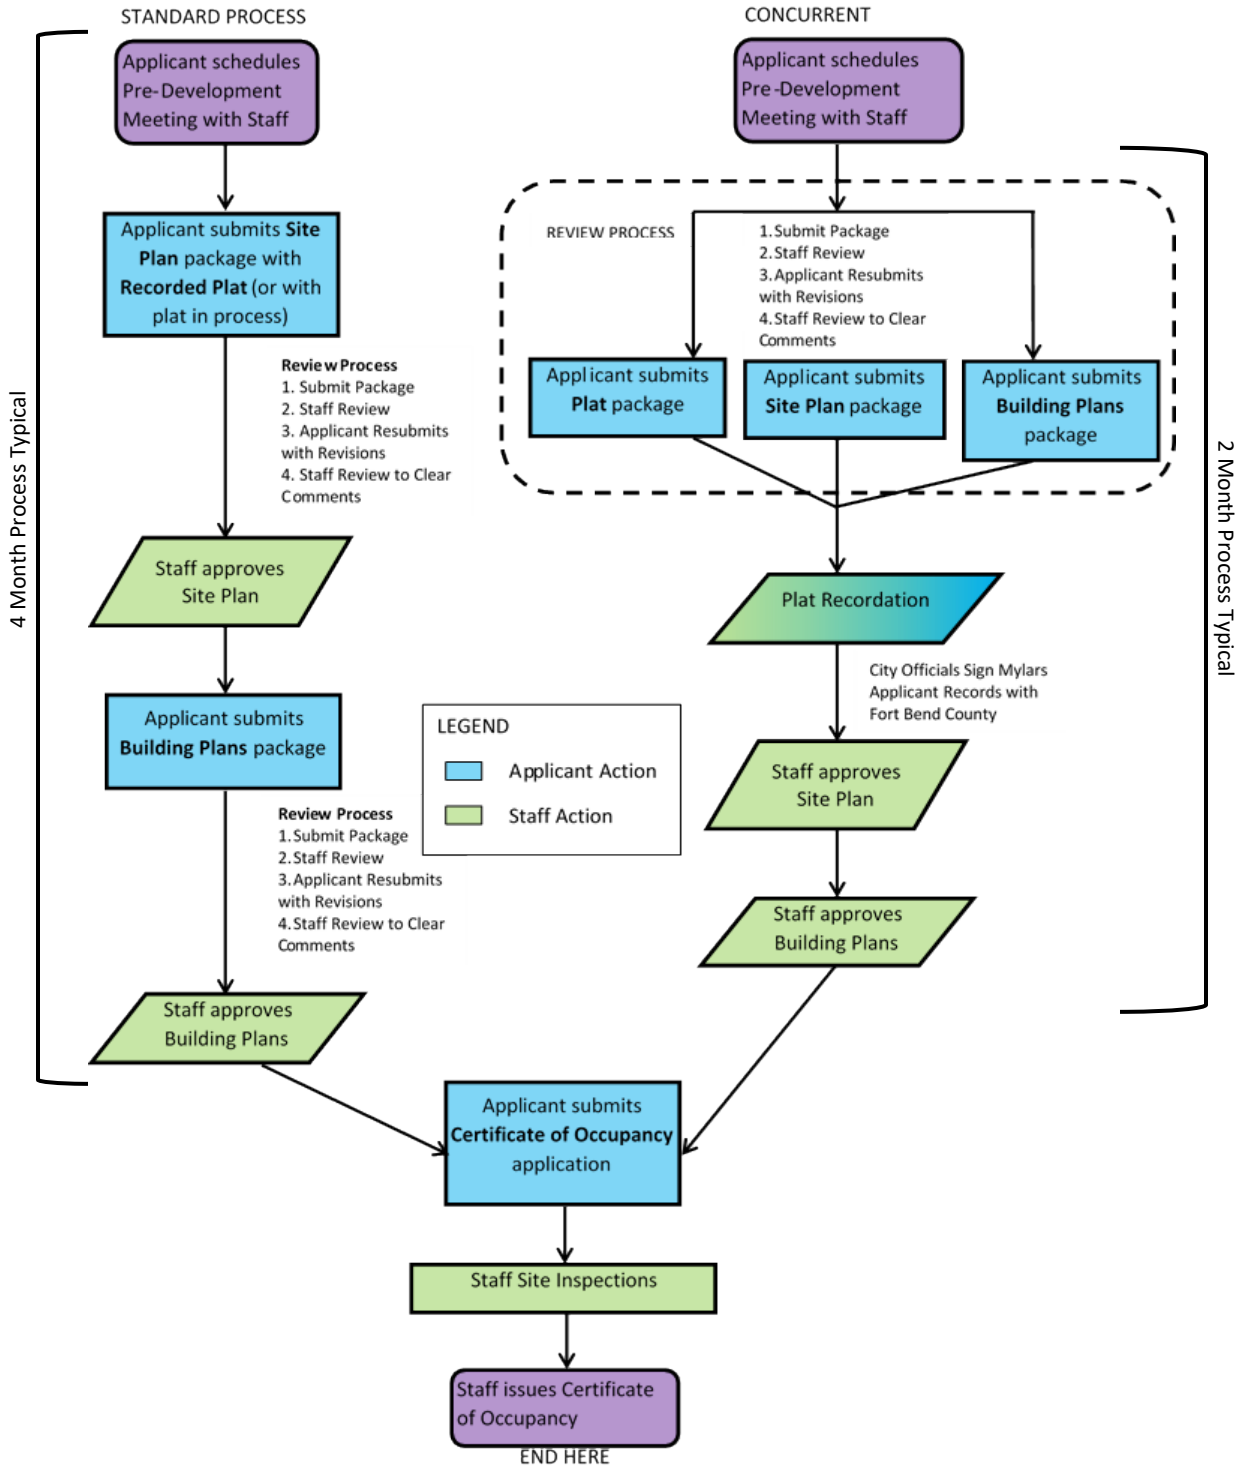 STANDARD PROCESS
Applicant schedules
Pre-Development
Meeting with Staff
Applicant submits Site
Plan package with
Recorded Plat (or with
plat in process)
Review Process
1. Submit Package
2. Staff Review
3. Applicant Resubmits
with Revisions
4. Staff Review to Clear
Comments
Staff approves
Site Plan
Applicant submits
Building Plans package
Review Process
1.Submit Package
2.Staff Review
3.Applicant Resubmits
with Revisions
4.Staff Review to Clear
Comments
Staff approves
Building Plans
4 Month Process Typical
CONCURRENT
Applicant schedules
Pre-Development
Meeting with Staff
REVIEW PROCESS
1.Submit Package
2.Staff Review
3.Applicant Resubmits
with Revisions
4.Staff Review to Clear
Comments
Applicant submits
Plat package
Applicant submits
Site Plan package
Applicant submits
Building Plans
package
Plat Recordation
City Officials Sign Mylars
Applicant Records with
Fort Bend County
Staff approves
Site Plan
Staff approves
Building Plans
2 Month Process Typical
LEGEND
Applicant Action
Staff Action
Applicant submits
Certificate of Occupancy
application
Staff Site Inspections
Staff issues Certificate
of Occupancy
END HERE